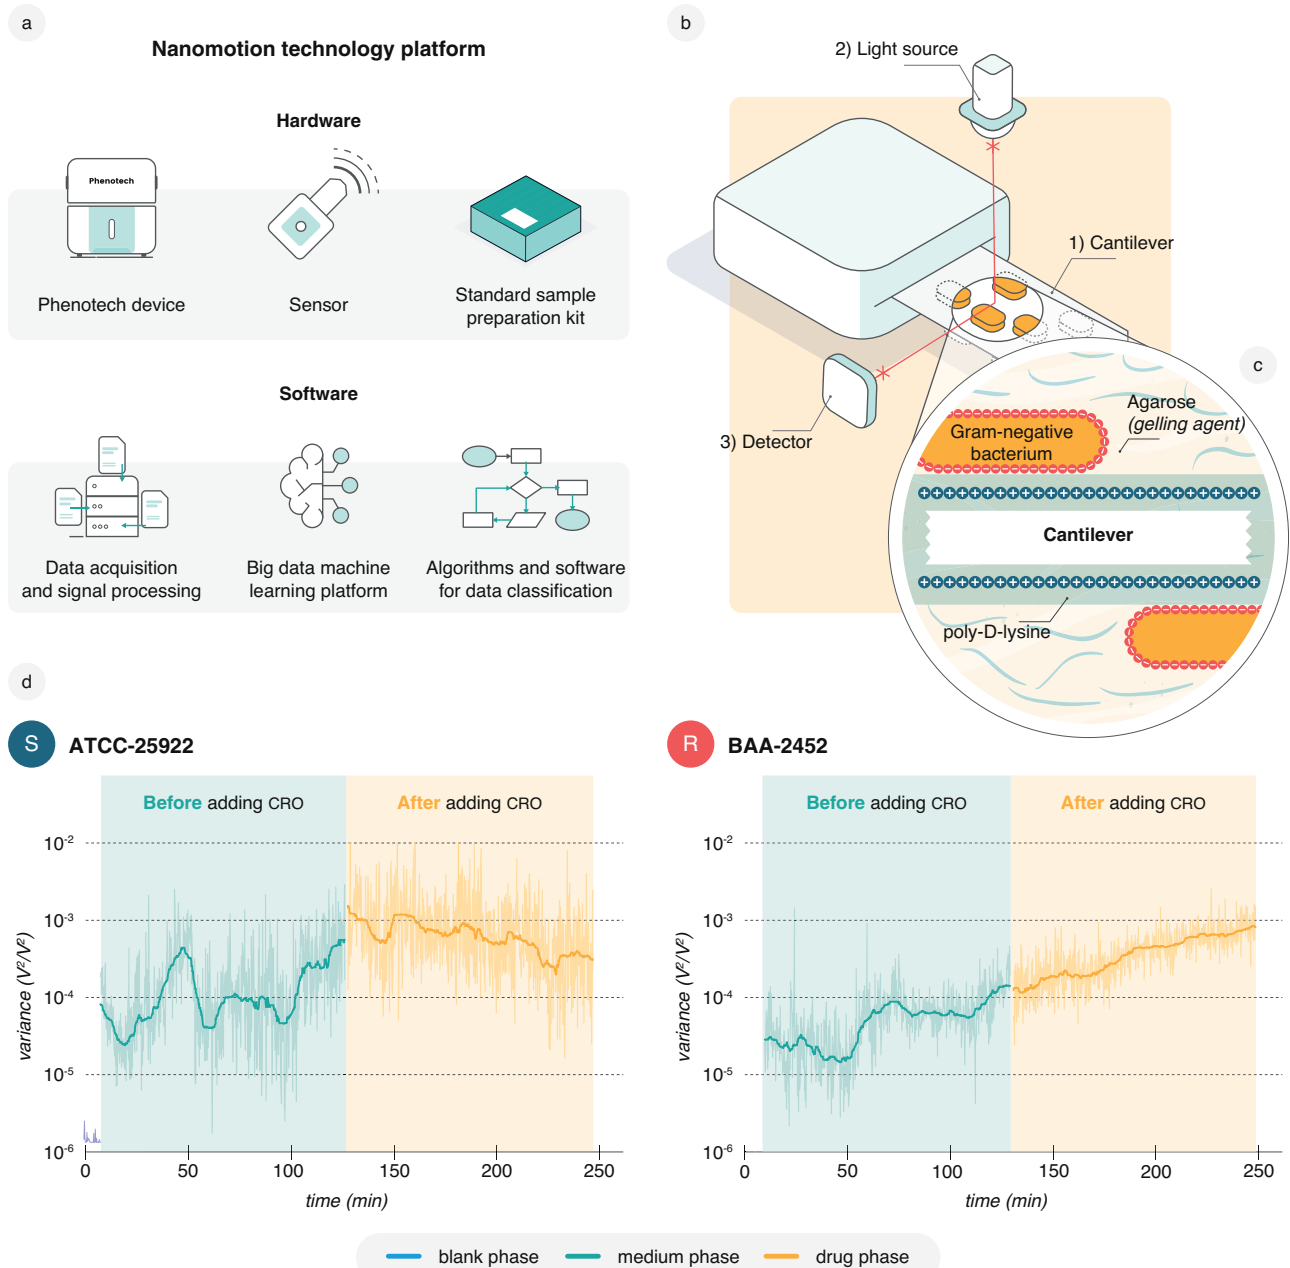 a
Nanomotion technology platform
Hardware
Phenotech
Phenotech device
Sensor
Standard sample
preparation kit
Software
Data acquisition
and signal processing
Big data machine
learning platform
Algorithms and software
for data classification
b
2) Light source
1) Cantilever
3) Detector
c
Agarose
(gelling agent)
Gram-negative
bacterium
Cantilever
poly-D-lysine
d
S ATCC-25922
Before adding CRO
After adding CRO
variance (V²/V²)
10⁻²
10⁻³
10⁻⁴
10⁻⁵
10⁻⁶
0 50 100 150 200 250
time (min)
R BAA-2452
Before adding CRO
After adding CRO
variance (V²/V²)
10⁻²
10⁻³
10⁻⁴
10⁻⁵
10⁻⁶
0 50 100 150 200 250
time (min)
blank phase medium phase drug phase